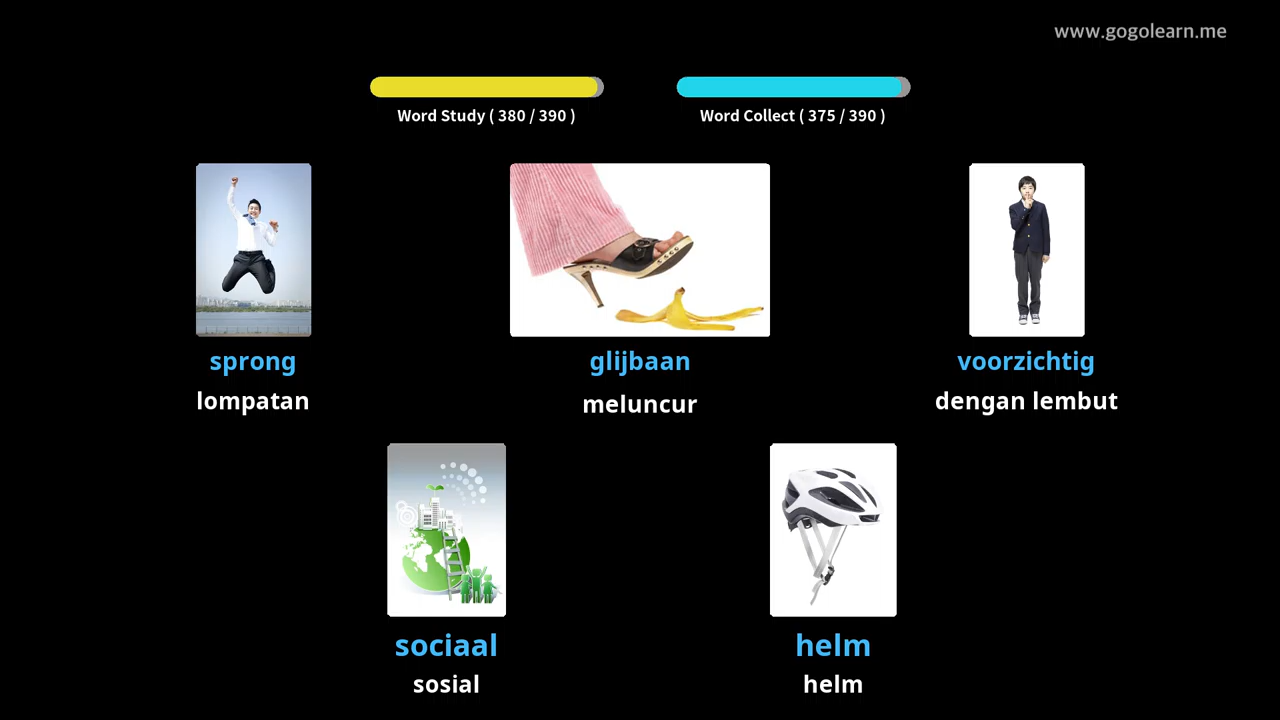 www.gogolearn.me
Word Study ( 380 / 390 )
Word Collect ( 375 / 390 )
sprong
lompatan
glijbaan
meluncur
voorzichtig
dengan lembut
sociaal
sosial
helm
helm